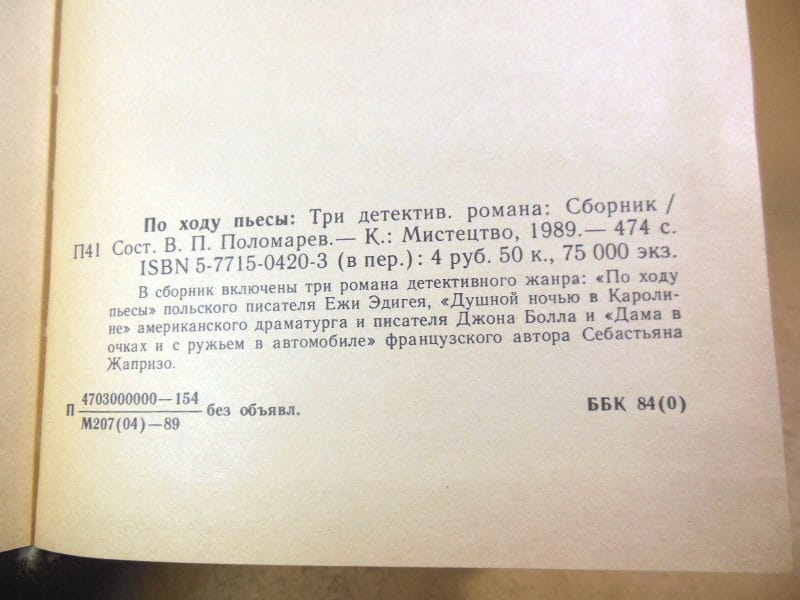 По ходу пьесы: Три детектив. романа: Сборник /
П41 Сост. В. П. Поломарев.— К.: Мистецтво, 1989.— 474 с.
ISBN 5-7715-0420-3 (в пер.): 4 руб. 50 к., 75 000 экз.
В сборник включены три романа детективного жанра: «По ходу
пьесы» польского писателя Ежи Эдигея, «Душной ночью в Кароли-
не» американского драматурга и писателя Джона Болла и «Дама в
очках и с ружьем в автомобиле» французского автора Себастьяна
Жапризо.
П 4703000000—154
М207(04)—89 без объявл.
ББК 84(0)